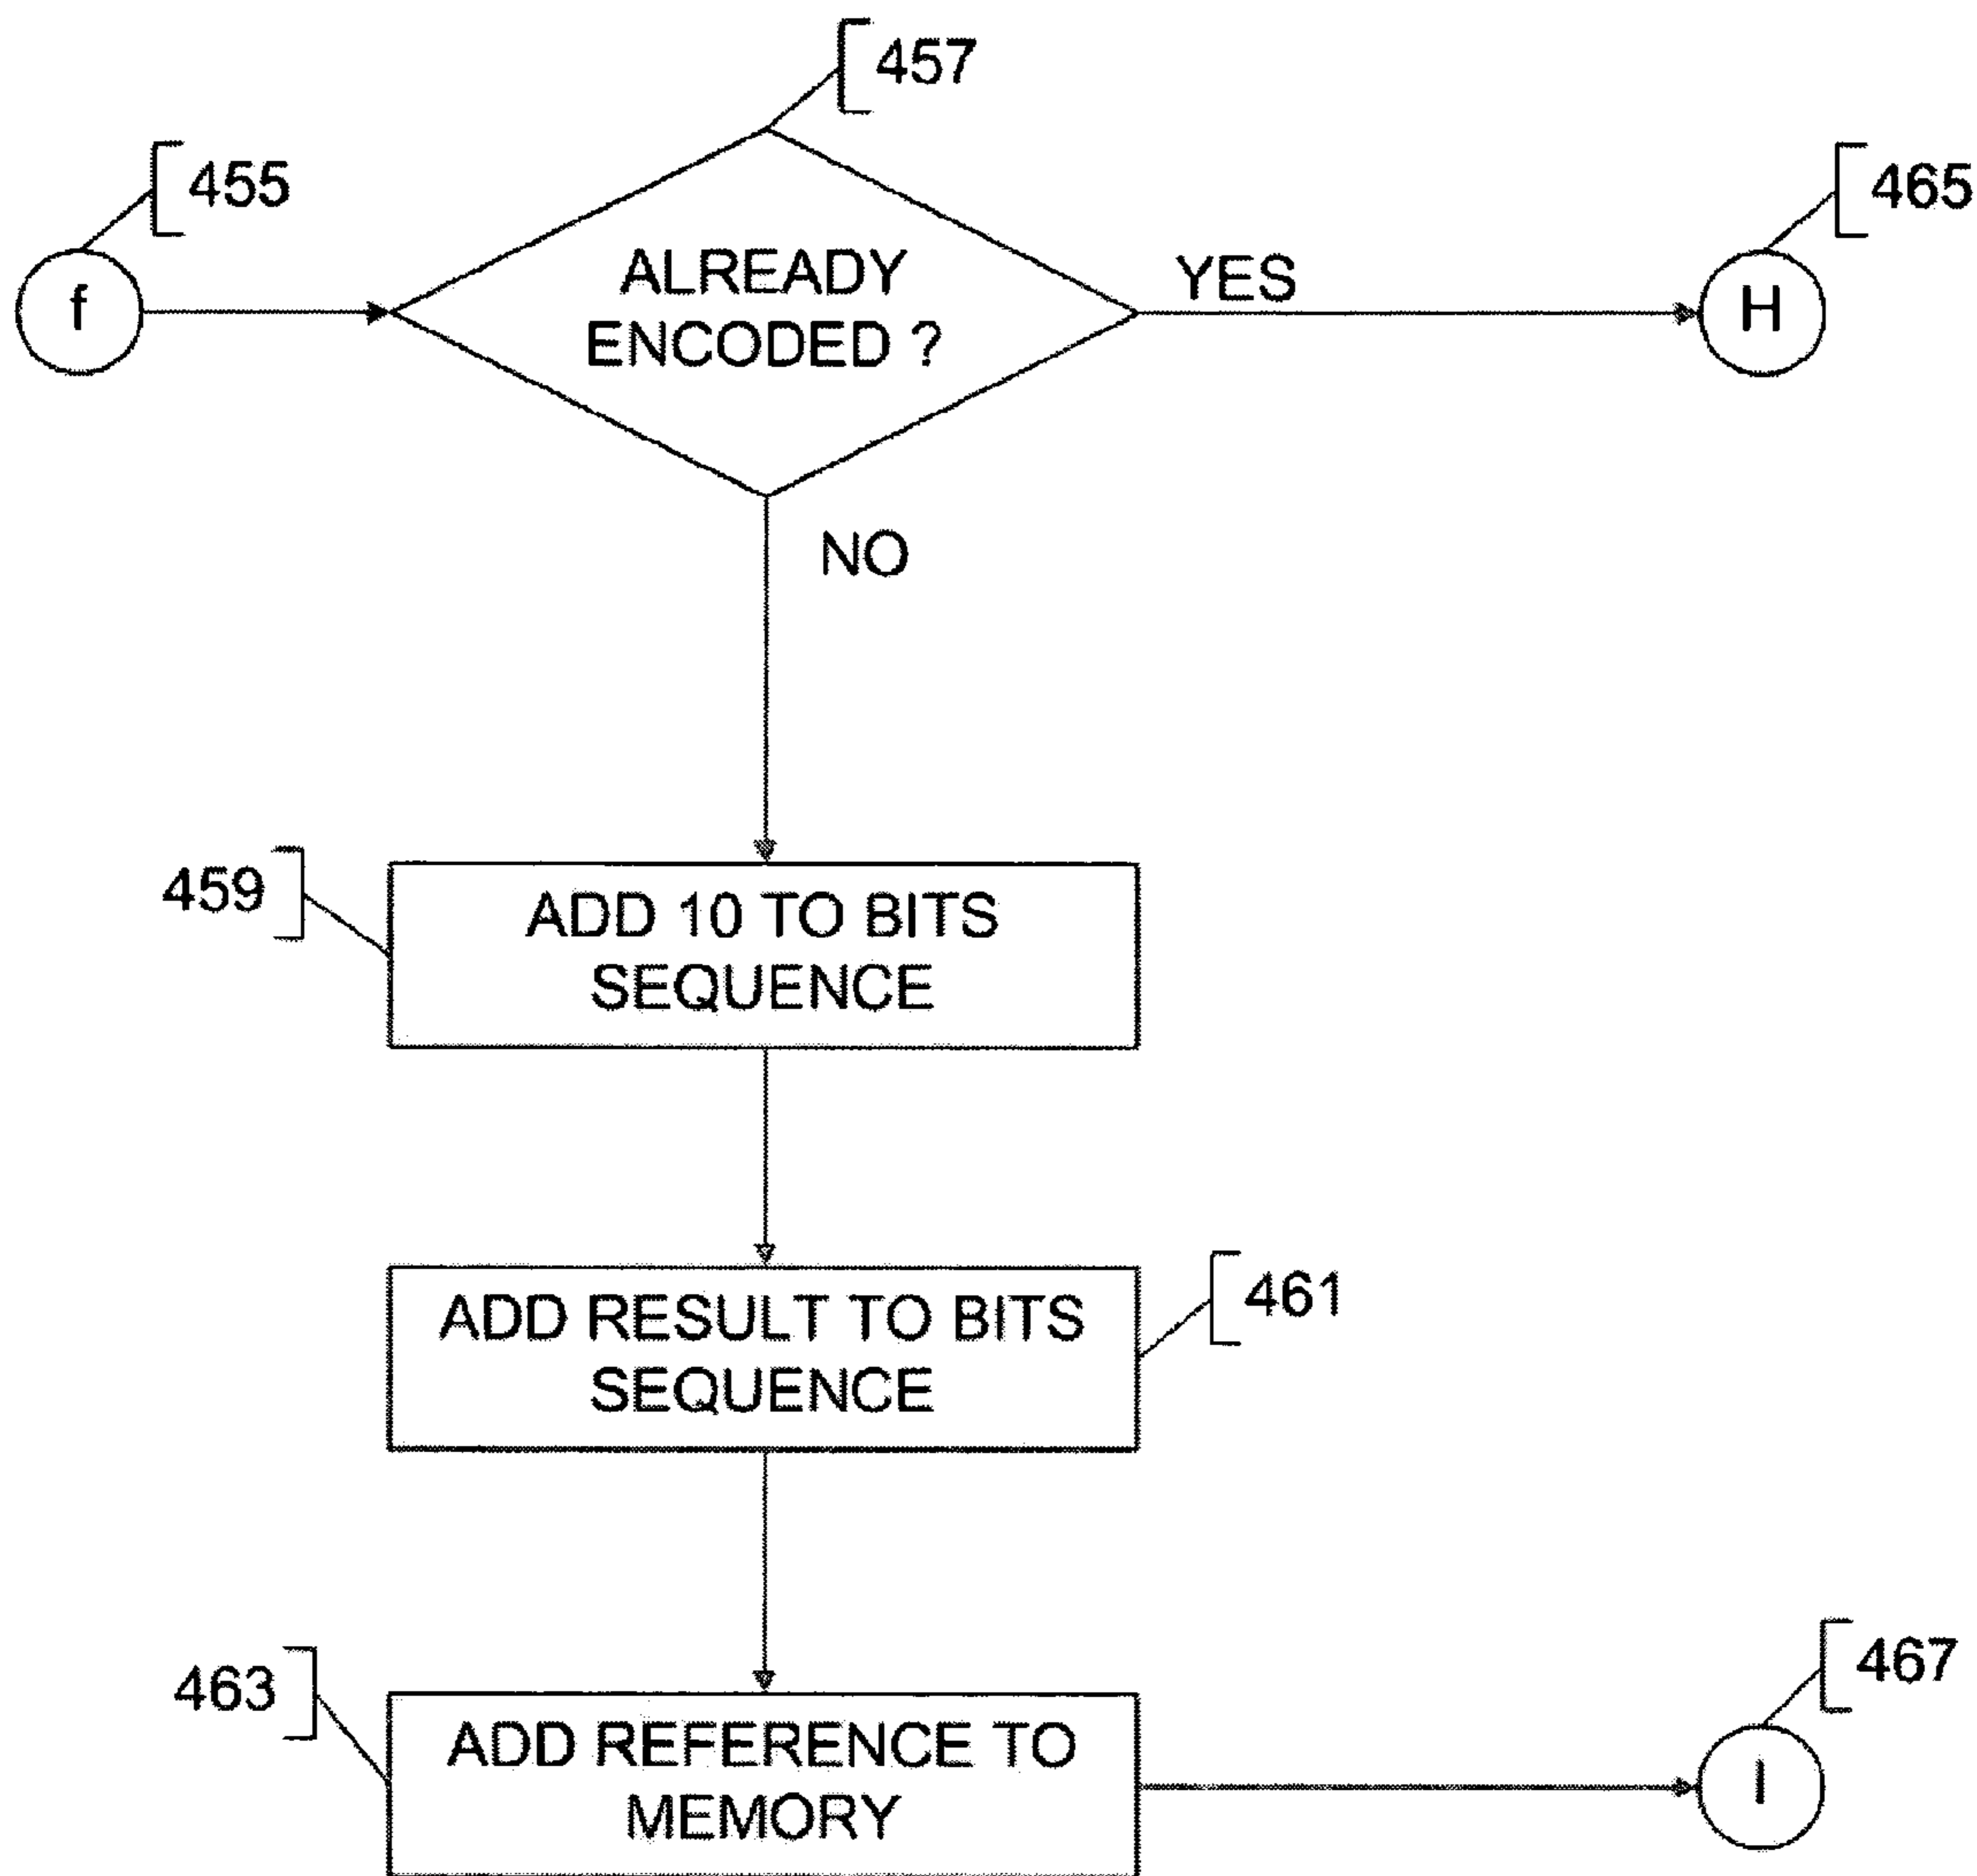 457
455
465
f
ALREADY
ENCODED ?
YES
H
NO
459
ADD 10 TO BITS
SEQUENCE
461
ADD RESULT TO BITS
SEQUENCE
463
ADD REFERENCE TO
MEMORY
467
I